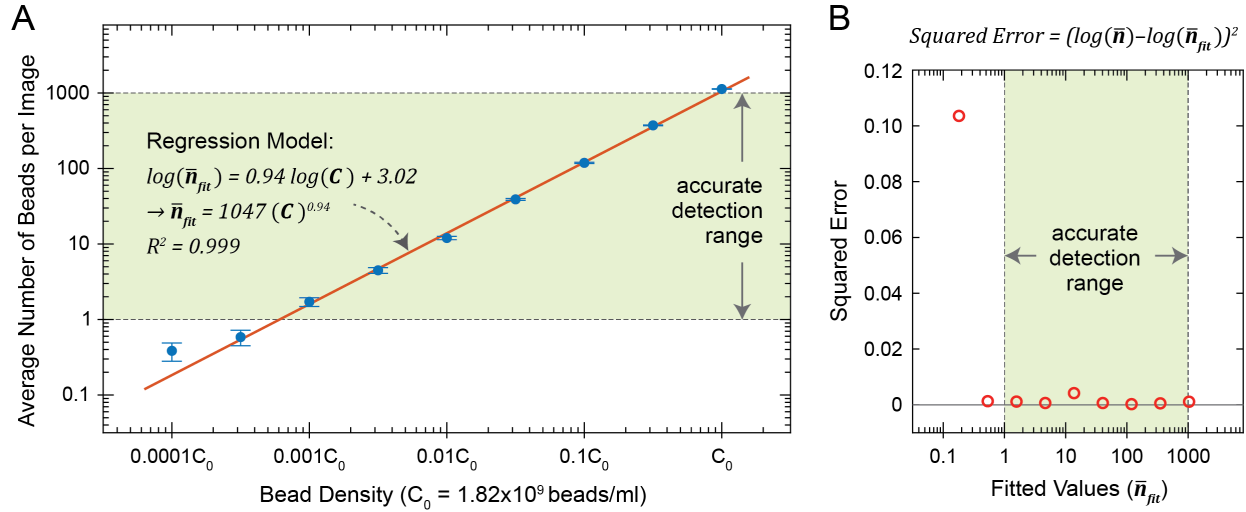 A
Average Number of Beads per Image
1000
100
10
1
0.1
Regression Model:
log(n̅fit) = 0.94 log(C) + 3.02
→ n̅fit = 1047 (C)^0.94
R² = 0.999
accurate
detection
range
0.0001C₀
0.001C₀
0.01C₀
0.1C₀
C₀
Bead Density (C₀ = 1.82x10⁹ beads/ml)
B
Squared Error = (log(n̅)–log(n̅fit))²
Squared Error
0.12
0.10
0.08
0.06
0.04
0.02
0
accurate
detection
range
0.1
1
10
100
1000
Fitted Values (n̅fit)